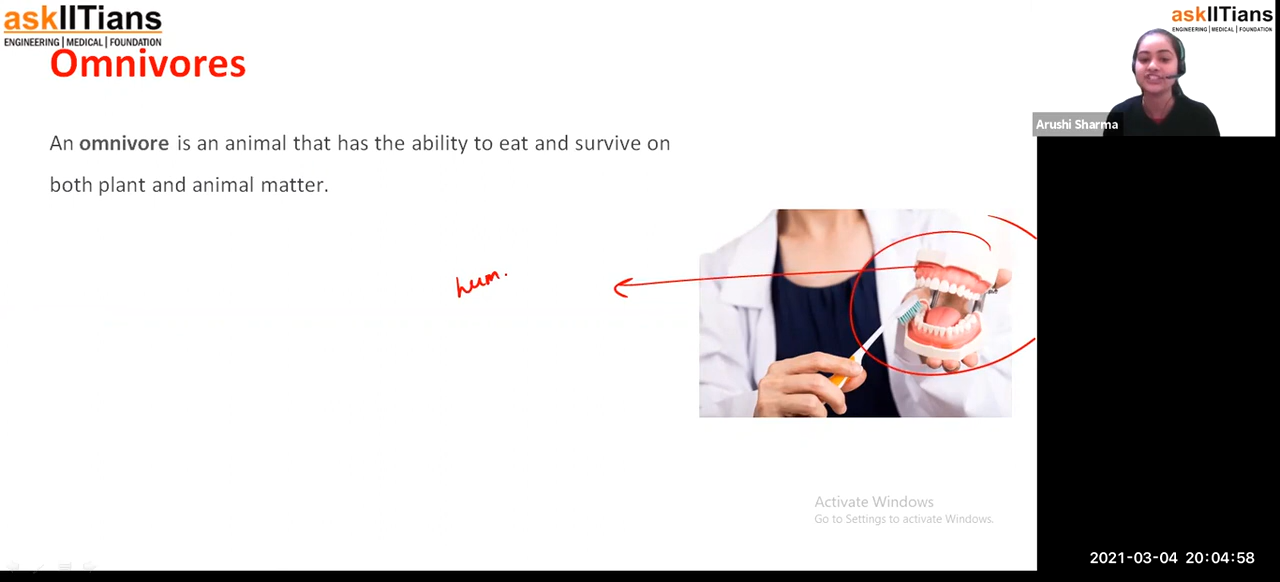 askIITians
ENGINEERING | MEDICAL | FOUNDATION
Omnivores
An omnivore is an animal that has the ability to eat and survive on
both plant and animal matter.
hum.
askIITians
ENGINEERING | MEDICAL | FOUNDATION
Arushi Sharma
Activate Windows
Go to Settings to activate Windows.
2021-03-04 20:04:58